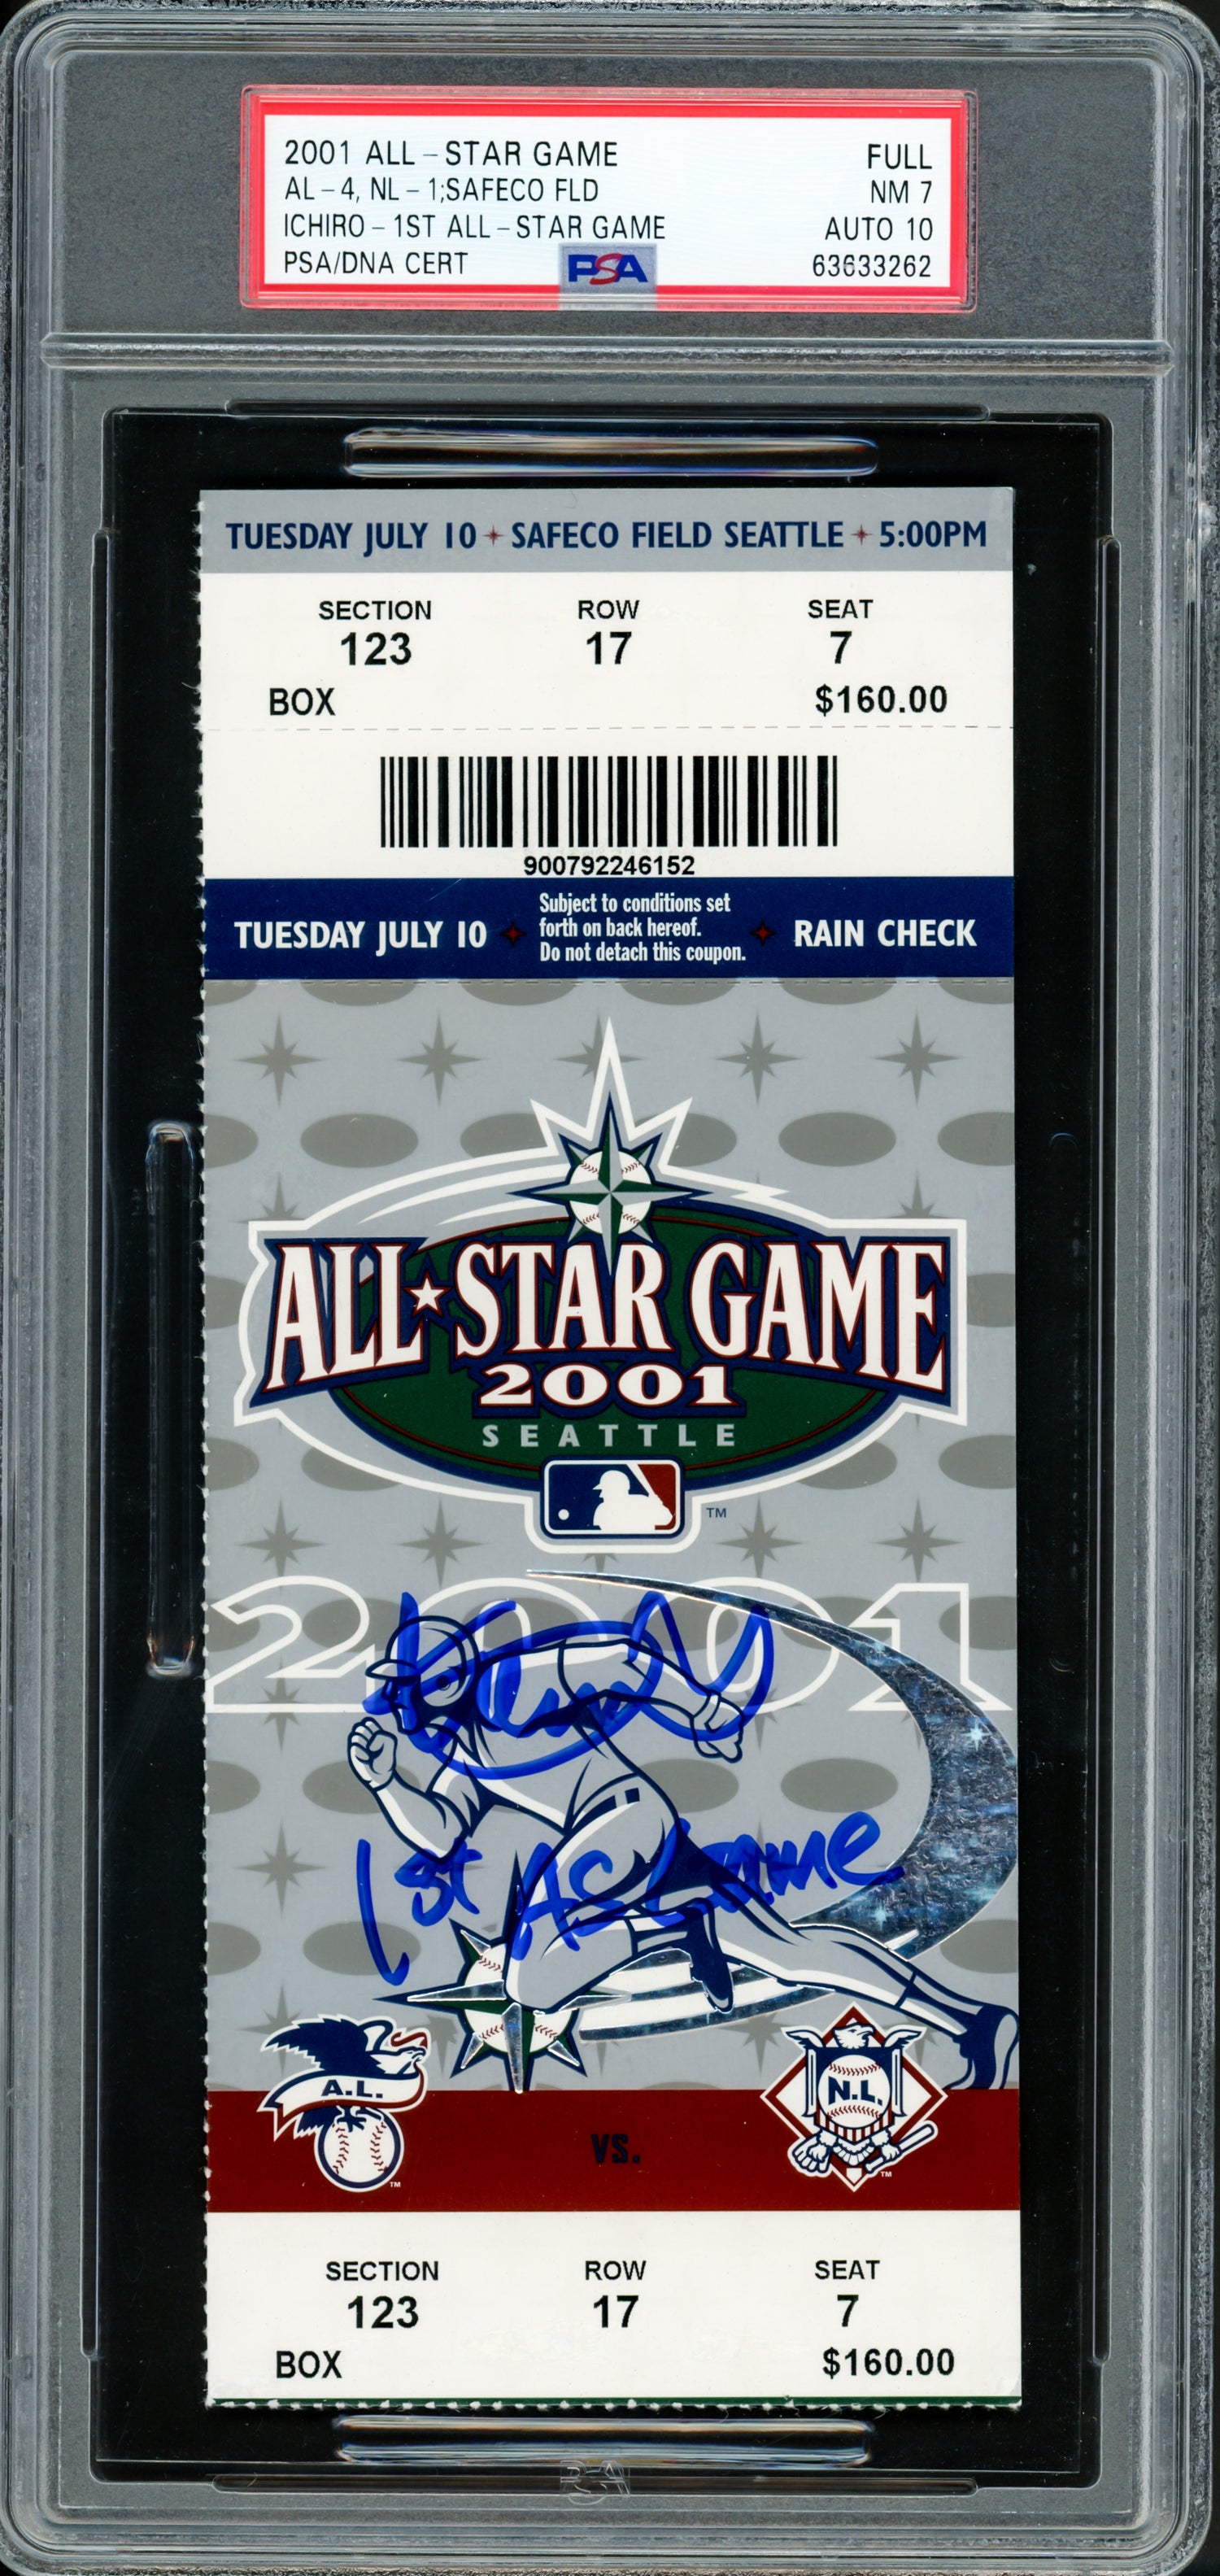 2001 ALL-STAR GAME FULL
AL-4, NL-1;SAFECO FLD NM 7
ICHIRO-1ST ALL-STAR GAME AUTO 10
PSA/DNA CERT PSA 63633262
TUESDAY JULY 10 SAFECO FIELD SEATTLE 5:00PM
SECTION ROW SEAT
123 17 7
BOX $160.00
900792246152
TUESDAY JULY 10
Subject to conditions set
forth on back hereof.
Do not detach this coupon.
RAIN CHECK
ALL★STAR GAME
2001
SEATTLE
TM
2001
1st AS Game
A.L.
TM
VS.
N.L.
TM
SECTION ROW SEAT
123 17 7
BOX $160.00